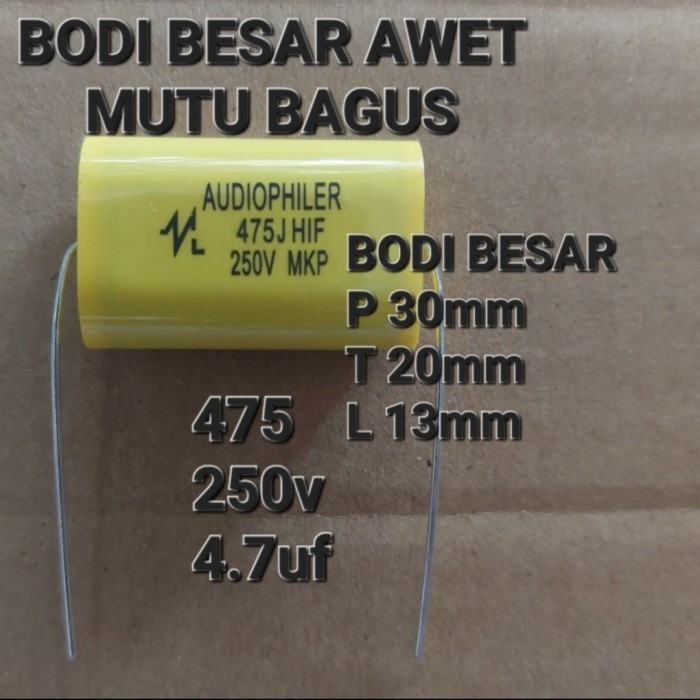 BODI BESAR AWET
MUTU BAGUS
AUDIOPHILER
475J HIF
250V MKP
L
BODI BESAR
P 30mm
T 20mm
L 13mm
475
250v
4.7uf